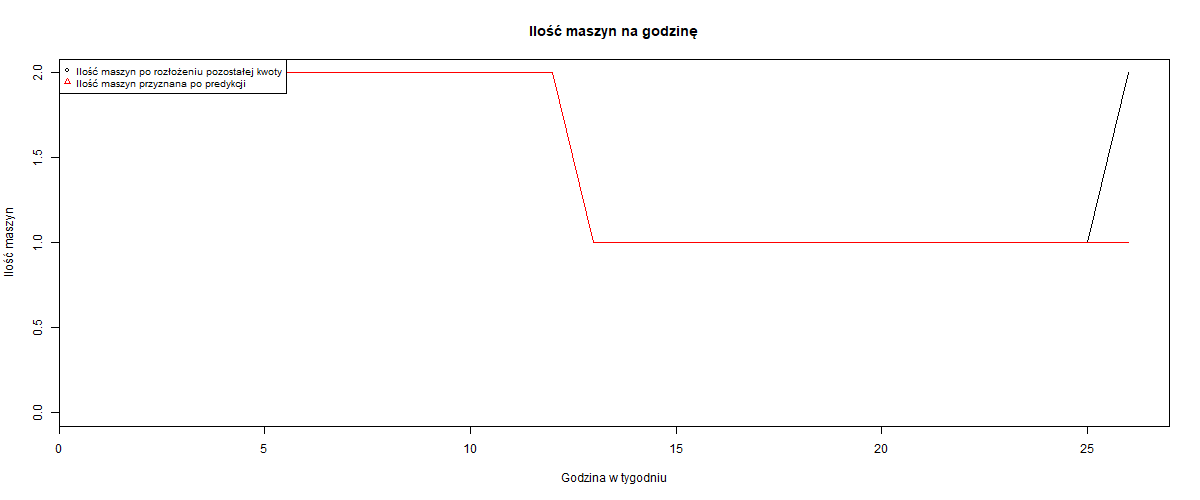 Ilość maszyn na godzinę
Ilość maszyn po rozłożeniu pozostałej kwoty
Ilość maszyn przyznana po predykcji
Ilość maszyn
2.0
1.5
1.0
0.5
0.0
0 5 10 15 20 25
Godzina w tygodniu